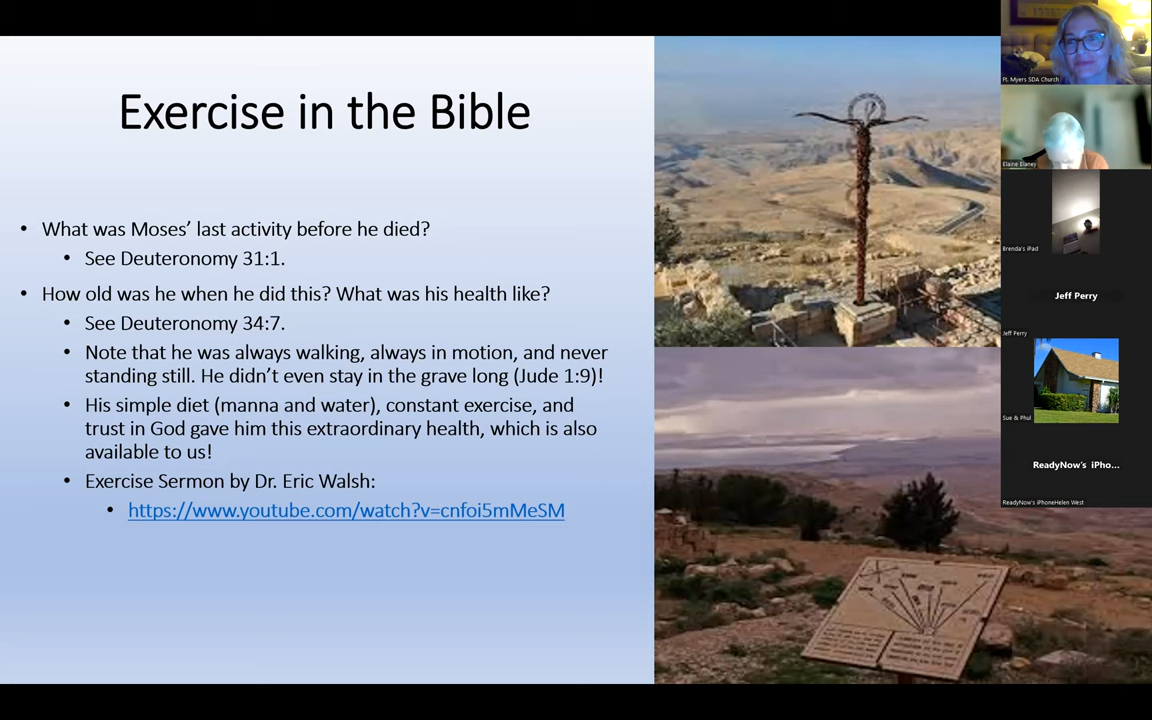 Exercise in the Bible
• What was Moses’ last activity before he died?
• See Deuteronomy 31:1.
• How old was he when he did this? What was his health like?
• See Deuteronomy 34:7.
• Note that he was always walking, always in motion, and never
standing still. He didn’t even stay in the grave long (Jude 1:9)!
• His simple diet (manna and water), constant exercise, and
trust in God gave him this extraordinary health, which is also
available to us!
• Exercise Sermon by Dr. Eric Walsh:
• https://www.youtube.com/watch?v=cnfoi5mMeSM
Ft. Myers SDA Church
Elaine Elaney
Brenda's iPad
Jeff Perry
Jeff Perry
Sue & Phul
ReadyNow's iPho...
ReadyNow's iPhoneHelen West